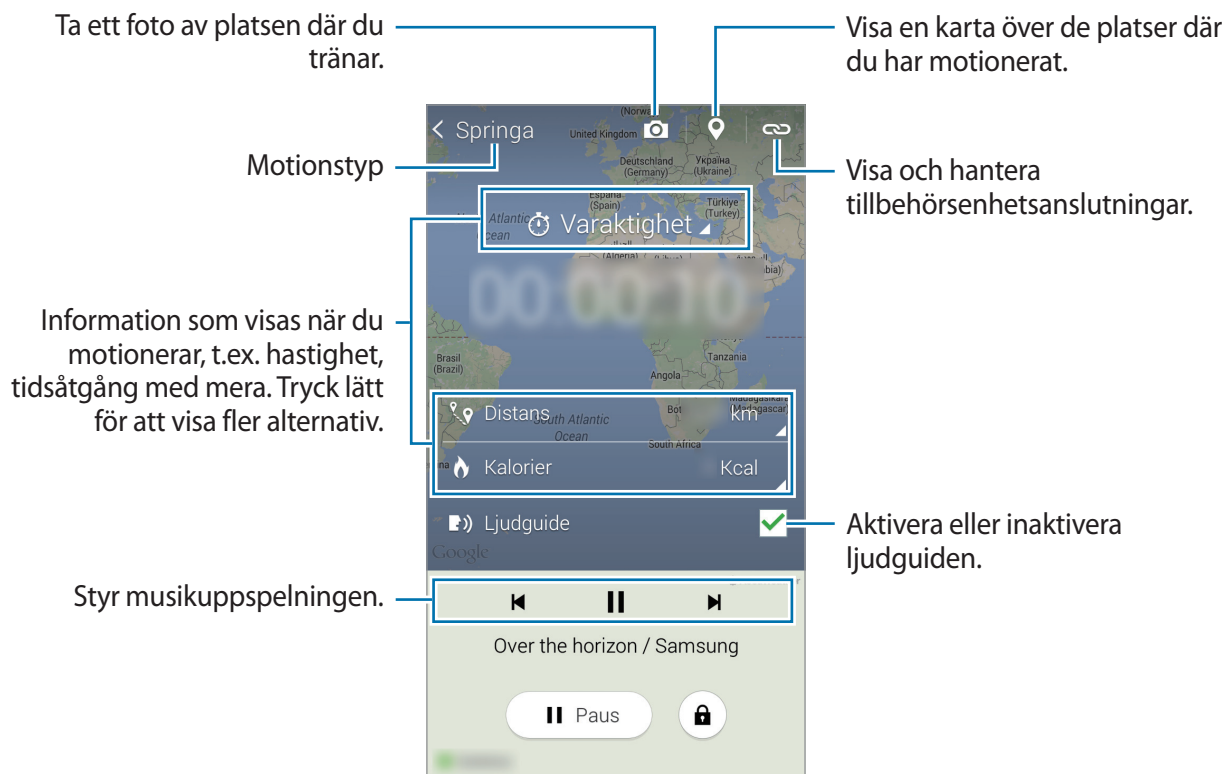 Ta ett foto av platsen där du
tränar.
Visa en karta över de platser där
du har motionerat.
Motionstyp
Visa och hantera
tillbehörsenhetsanslutningar.
Information som visas när du
motionerar, t.ex. hastighet,
tidsåtgång med mera. Tryck lätt
för att visa fler alternativ.
Aktivera eller inaktivera
ljudguiden.
Styr musikuppspelningen.
Springa
United Kingdom
Deutschland
(Germany)
Україна
(Ukraine)
España
(Spain)
Türkiye
(Turkey)
Atlantic
Varaktighet
(Algeria)
00:00:10
Brasil
(Brazil)
Tanzania
Angola
Distans
km
South Atlantic
Ocean
Bot
(Madagascar)
South Africa
Kalorier
Kcal
Ljudguide
Google
Over the horizon / Samsung
Paus